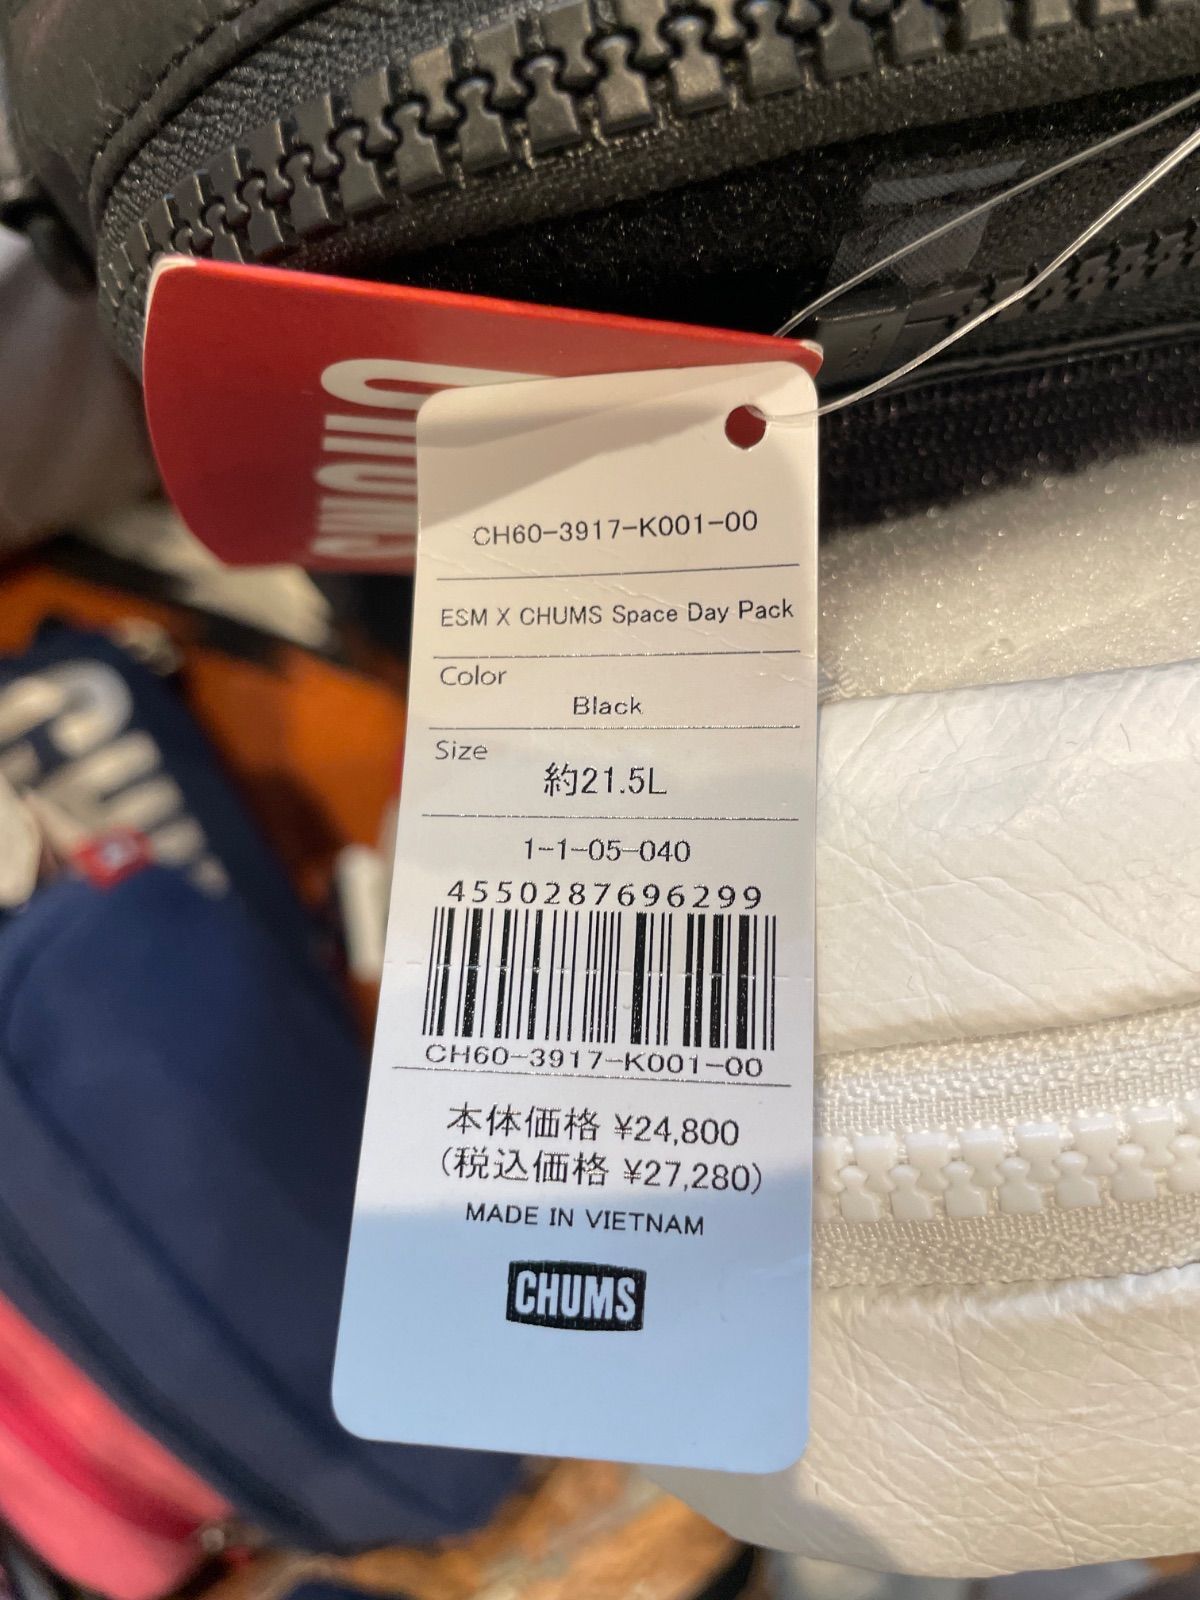 CHUMS
CH60-3917-K001-00
ESM X CHUMS Space Day Pack
Color
Black
Size
約21.5L
1-1-05-040
4550287696299
CH60-3917-K001-00
本体価格 ¥24,800
(税込価格 ¥27,280)
MADE IN VIETNAM
CHUMS